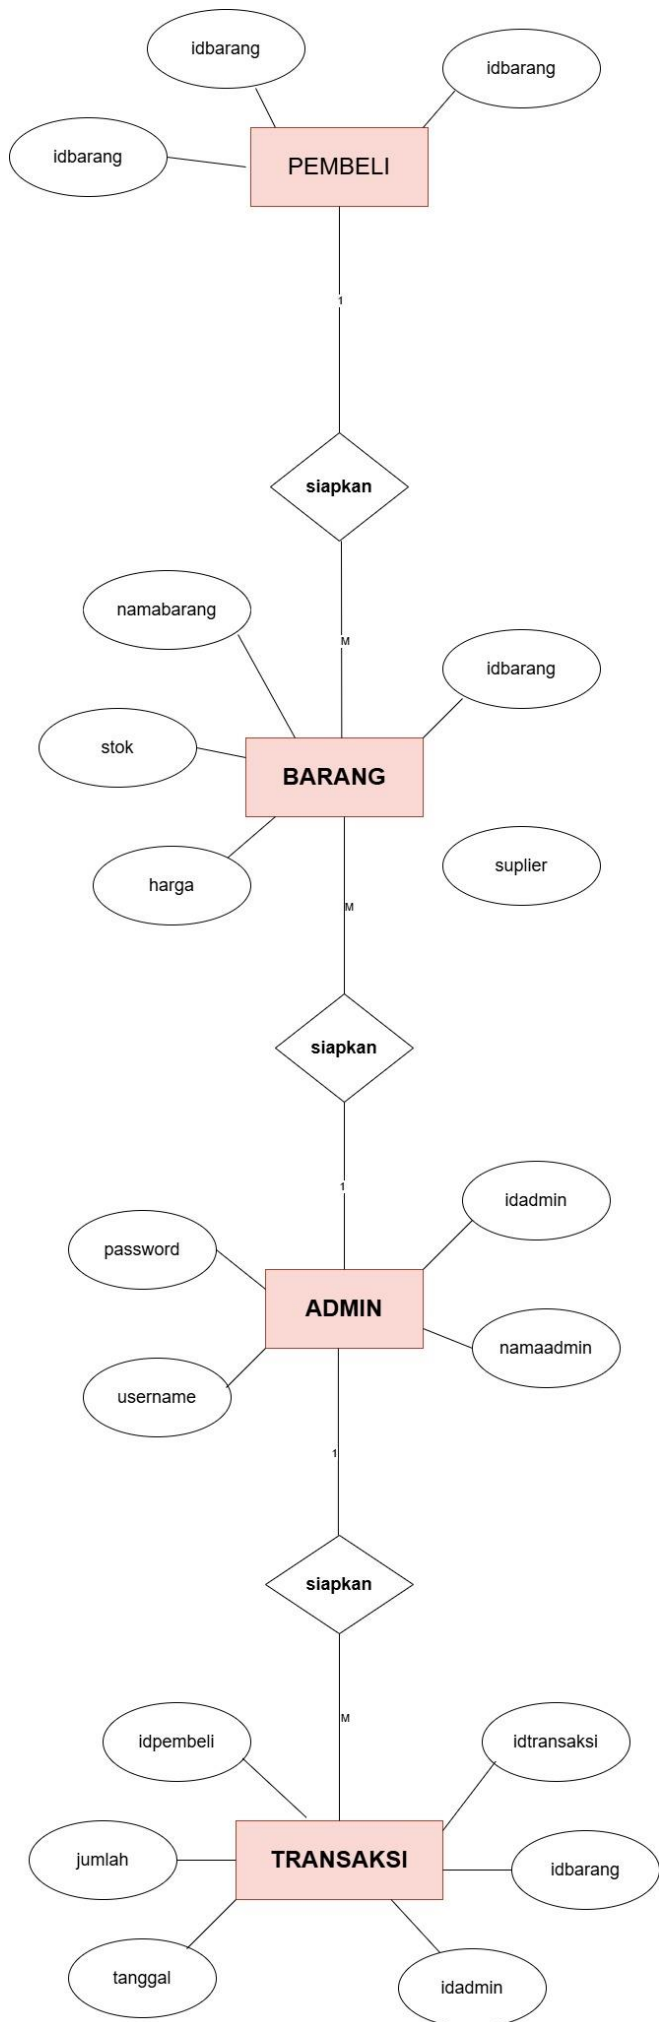 idbarang
idbarang
idbarang
PEMBELI
1
siapkan
M
namabarang
idbarang
stok
BARANG
harga
suplier
M
siapkan
1
idadmin
password
ADMIN
namaadmin
username
1
siapkan
M
idpembeli
idtransaksi
jumlah
TRANSAKSI
idbarang
tanggal
idadmin